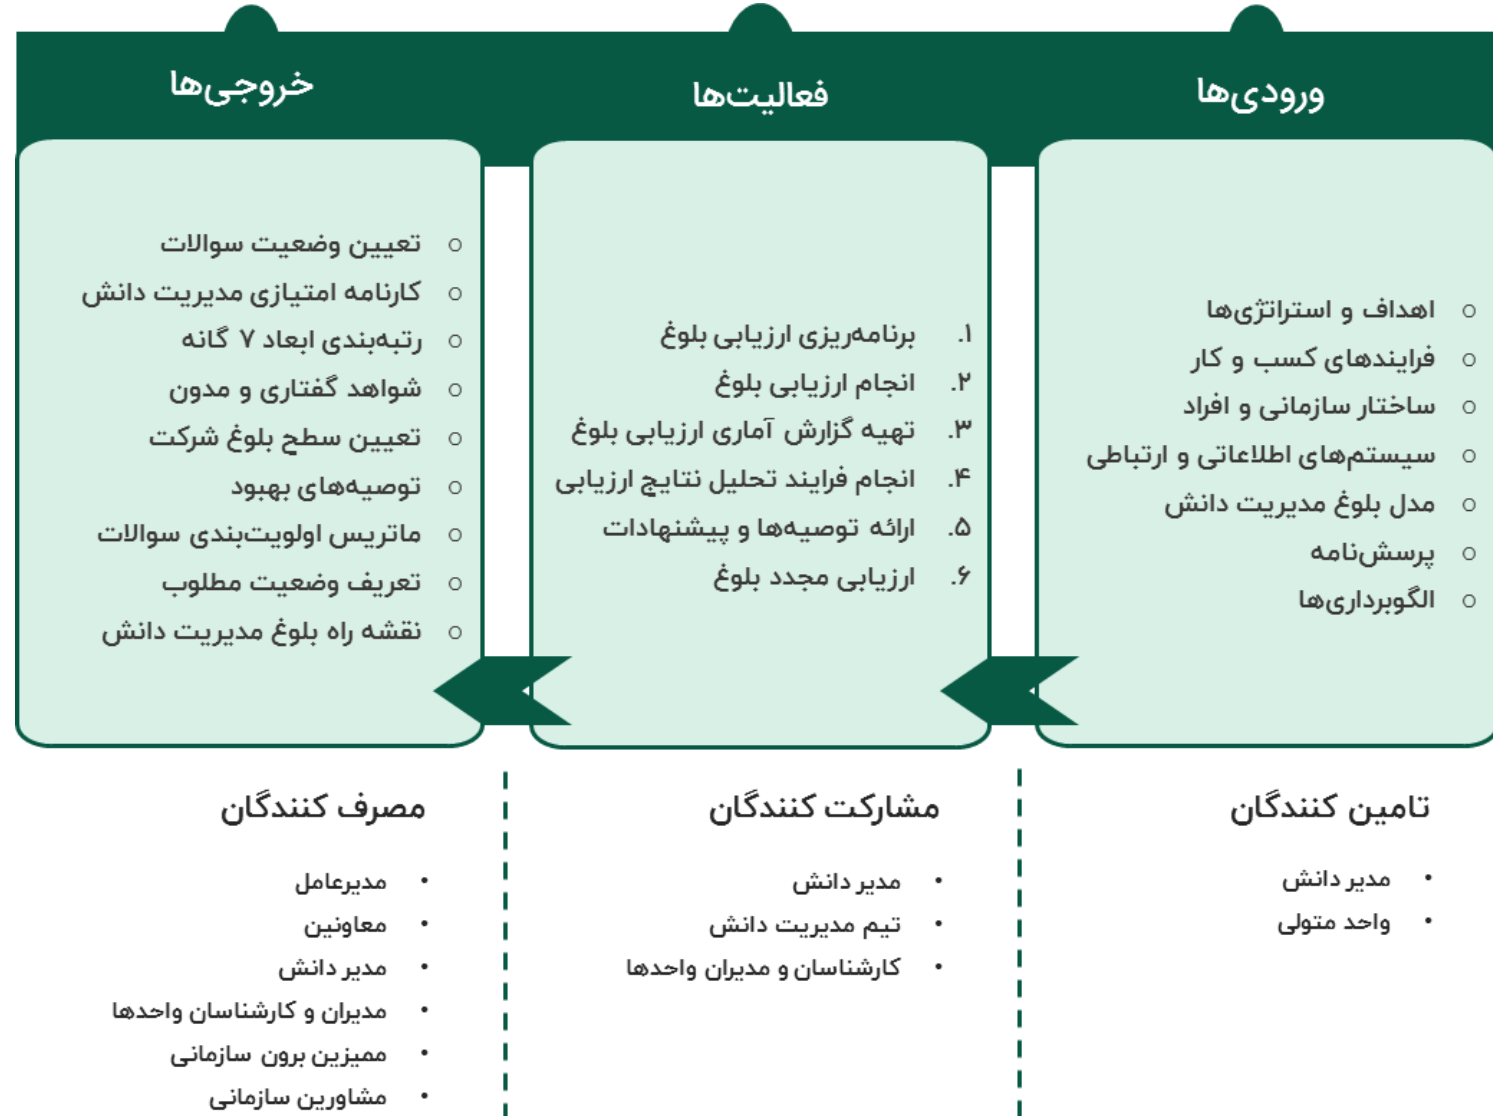 ورودی‌ها
○ اهداف و استراتژی‌ها
○ فرایندهای کسب و کار
○ ساختار سازمانی و افراد
○ سیستم‌های اطلاعاتی و ارتباطی
○ مدل بلوغ مدیریت دانش
○ پرسش‌نامه
○ الگوبرداری‌ها
فعالیت‌ها
۱. برنامه‌ریزی ارزیابی بلوغ
۲. انجام ارزیابی بلوغ
۳. تهیه گزارش آماری ارزیابی بلوغ
۴. انجام فرایند تحلیل نتایج ارزیابی
۵. ارائه توصیه‌ها و پیشنهادات
۶. ارزیابی مجدد بلوغ
خروجی‌ها
○ تعیین وضعیت سوالات
○ کارنامه امتیازی مدیریت دانش
○ رتبه‌بندی ابعاد ۷ گانه
○ شواهد گفتاری و مدون
○ تعیین سطح بلوغ شرکت
○ توصیه‌های بهبود
○ ماتریس اولویت‌بندی سوالات
○ تعریف وضعیت مطلوب
○ نقشه راه بلوغ مدیریت دانش
تامین کنندگان
• مدیر دانش
• واحد متولی
مشارکت کنندگان
• مدیر دانش
• تیم مدیریت دانش
• کارشناسان و مدیران واحدها
مصرف کنندگان
• مدیرعامل
• معاونین
• مدیر دانش
• مدیران و کارشناسان واحدها
• ممیزین برون سازمانی
• مشاورین سازمانی